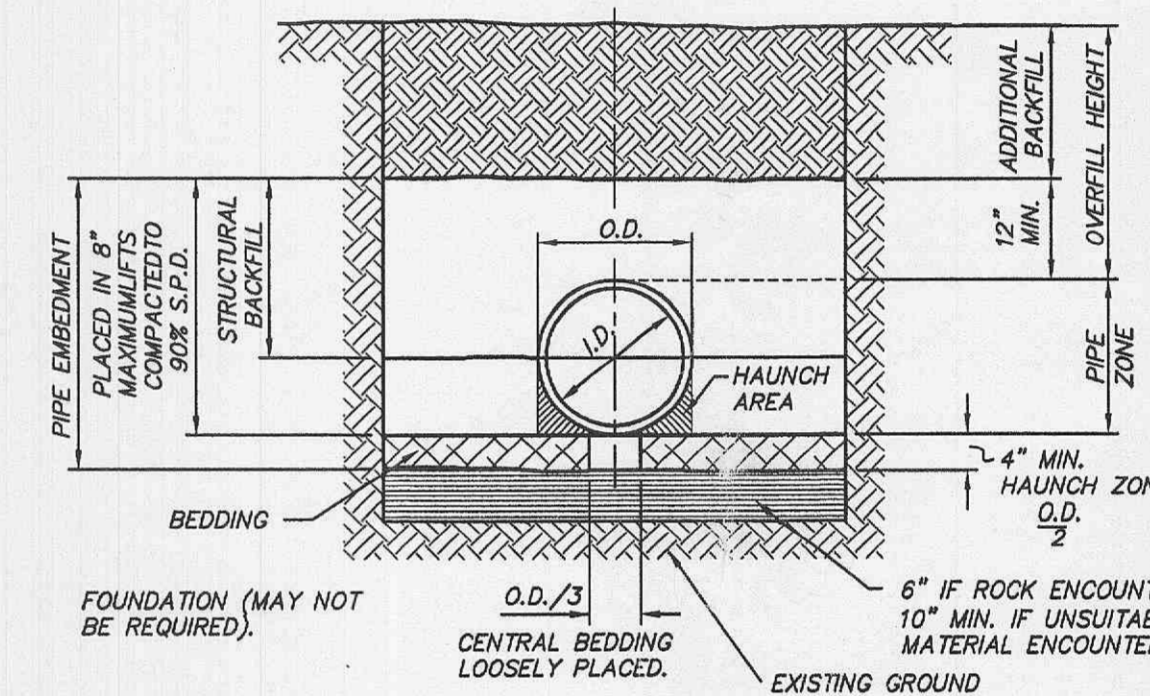 PIPE EMBEDMENT
PLACED IN 8"
MAXIMUMLIFTS
COMPACTEDTO
90% S.P.D.
STRUCTURAL
BACKFILL
O.D.
I.D.
HAUNCH
AREA
ADDITIONAL
BACKFILL
12"
MIN.
OVERFILL HEIGHT
PIPE
ZONE
4" MIN.
HAUNCH ZON
O.D.
2
BEDDING
FOUNDATION (MAY NOT
BE REQUIRED).
O.D./3
CENTRAL BEDDING
LOOSELY PLACED.
6" IF ROCK ENCOUNT
10" MIN. IF UNSUITAB
MATERIAL ENCOUNTE
EXISTING GROUND